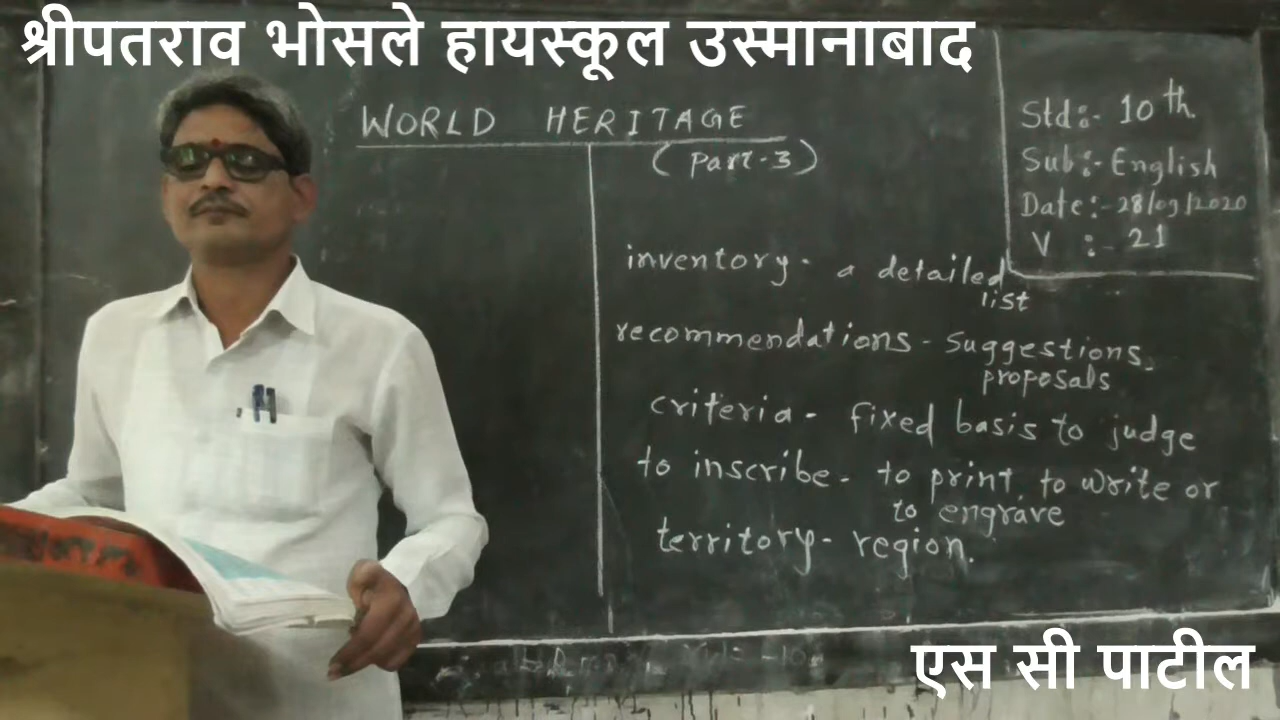 श्रीपतराव भोसले हायस्कूल उस्मानाबाद
WORLD HERITAGE
(Part-3)
Std:- 10th
Sub:- English
Date:- 28/09/2020
V :- 21
inventory - a detailed
list
recommendations - suggestions
proposals
criteria - fixed basis to judge
to inscribe - to print, to write or
to engrave
territory - region.
एस सी पाटील